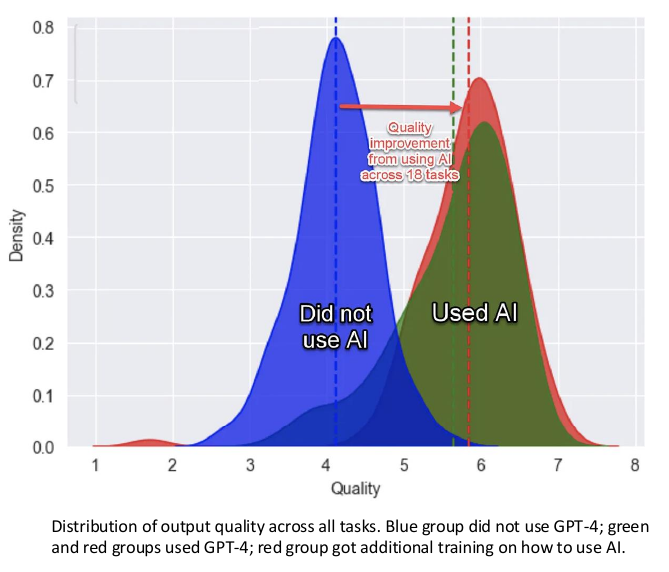 0.8
0.7
0.6
0.5
0.4
0.3
0.2
0.1
0.0
Density
Quality
improvement
from using AI
across 18 tasks
Did not
use AI
Used AI
1 2 3 4 5 6 7 8
Quality
Distribution of output quality across all tasks. Blue group did not use GPT-4; green
and red groups used GPT-4; red group got additional training on how to use AI.